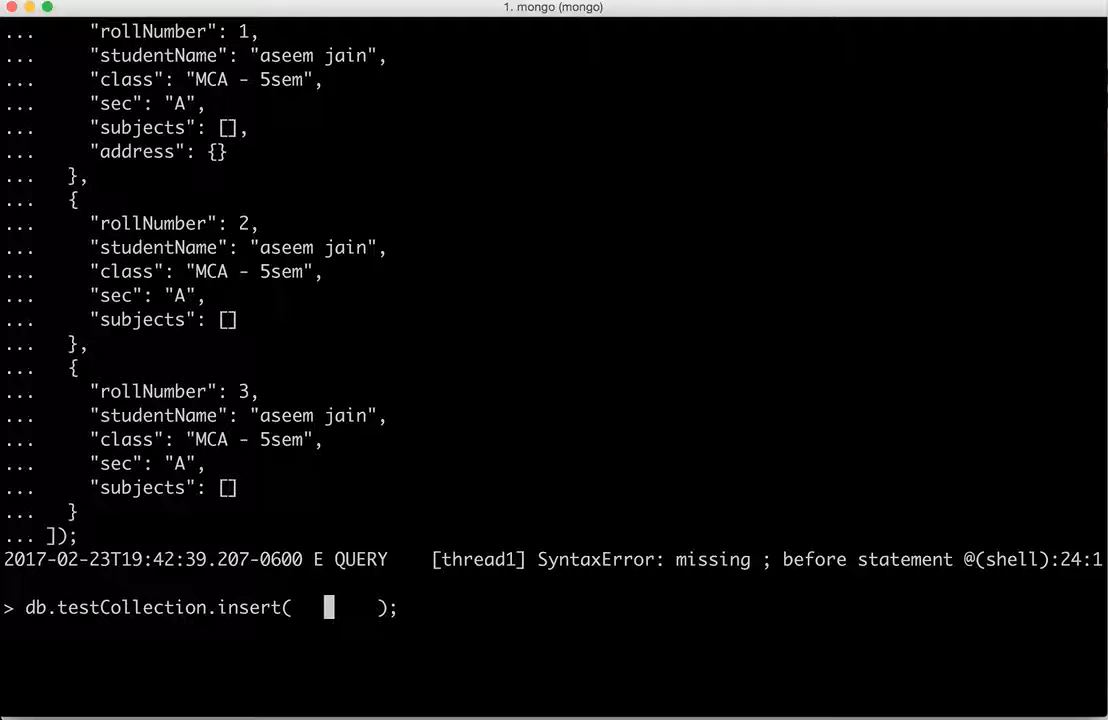 1. mongo (mongo)
...     "rollNumber": 1,
...     "studentName": "aseem jain",
...     "class": "MCA - 5sem",
...     "sec": "A",
...     "subjects": [],
...     "address": {}
...   },
...   {
...     "rollNumber": 2,
...     "studentName": "aseem jain",
...     "class": "MCA - 5sem",
...     "sec": "A",
...     "subjects": []
...   },
...   {
...     "rollNumber": 3,
...     "studentName": "aseem jain",
...     "class": "MCA - 5sem",
...     "sec": "A",
...     "subjects": []
...   }
... ]);
2017-02-23T19:42:39.207-0600 E QUERY    [thread1] SyntaxError: missing ; before statement @(shell):24:1
> db.testCollection.insert(        );